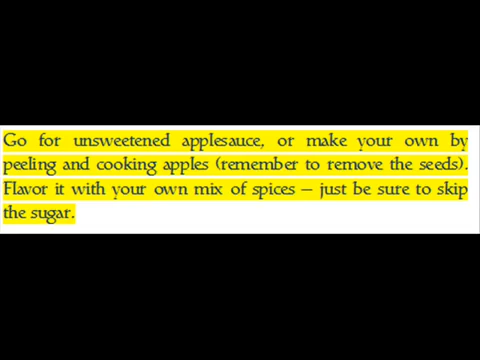 Go for unsweetened applesauce, or make your own by
peeling and cooking apples (remember to remove the seeds).
Flavor it with your own mix of spices – just be sure to skip
the sugar.